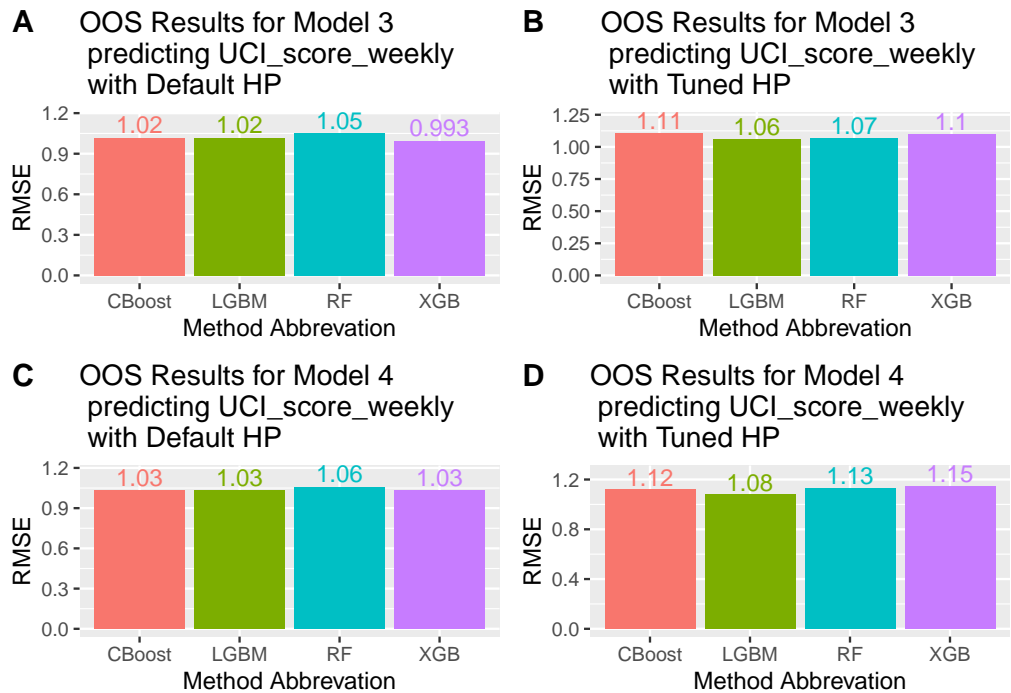 A
OOS Results for Model 3
predicting UCI_score_weekly
with Default HP
1.2
0.9
0.6
0.3
0.0
RMSE
1.02
1.02
1.05
0.993
CBoost
LGBM
RF
XGB
Method Abbrevation
B
OOS Results for Model 3
predicting UCI_score_weekly
with Tuned HP
1.25
1.00
0.75
0.50
0.25
0.00
RMSE
1.11
1.06
1.07
1.1
CBoost
LGBM
RF
XGB
Method Abbrevation
C
OOS Results for Model 4
predicting UCI_score_weekly
with Default HP
1.2
0.9
0.6
0.3
0.0
RMSE
1.03
1.03
1.06
1.03
CBoost
LGBM
RF
XGB
Method Abbrevation
D
OOS Results for Model 4
predicting UCI_score_weekly
with Tuned HP
1.2
0.8
0.4
0.0
RMSE
1.12
1.08
1.13
1.15
CBoost
LGBM
RF
XGB
Method Abbrevation